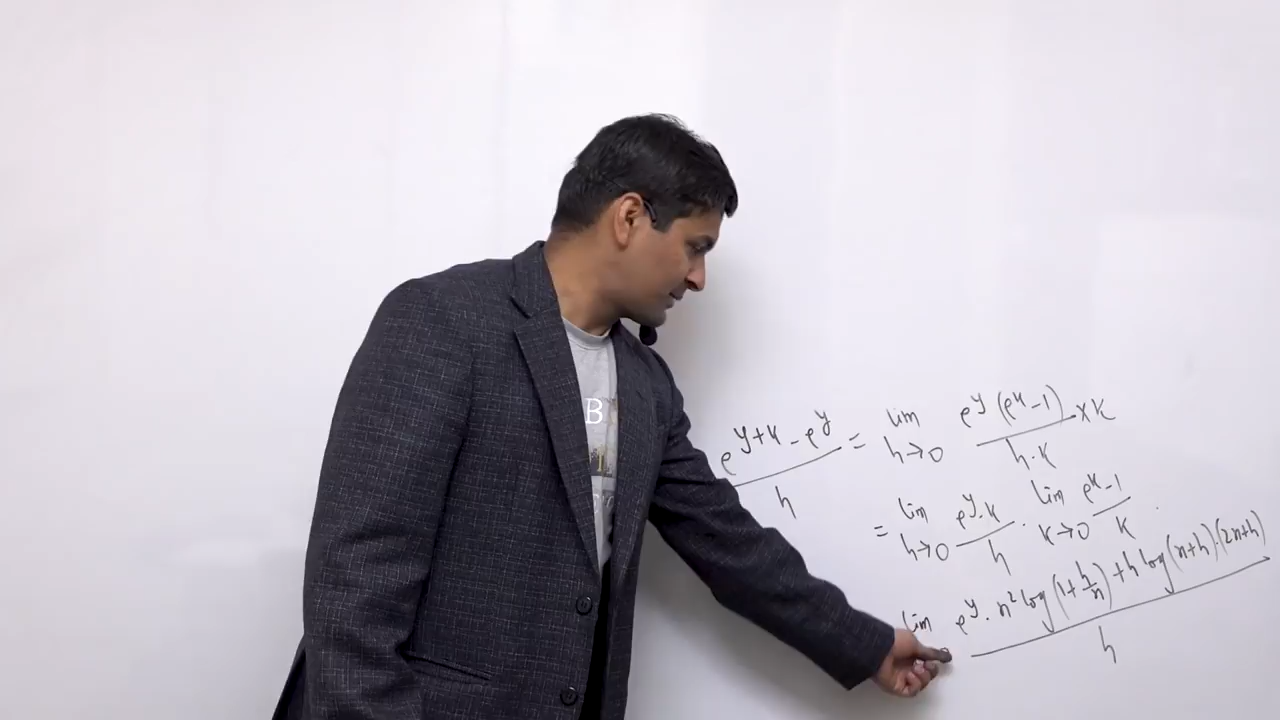 e^{y+k} - e^y / h = lim h→0 e^y (e^k - 1) / h·k × k
= lim h→0 e^y·k / h · lim k→0 e^k - 1 / k
lim e^y · x² log(1 + h/x) + h log(x+h)·(2x+h) / h
B